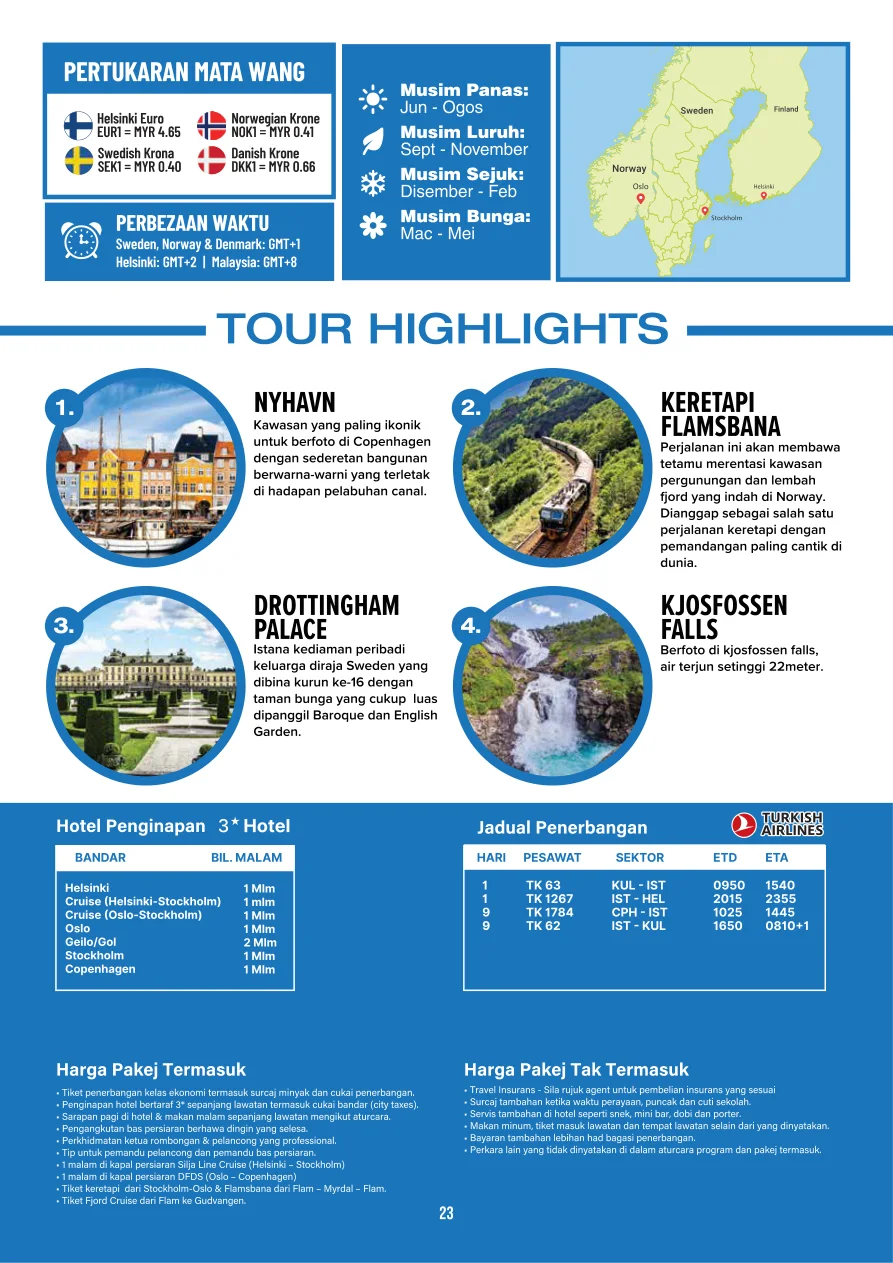 PERTUKARAN MATA WANG
Helsinki Euro
EUR1 = MYR 4.65
Norwegian Krone
NOK1 = MYR 0.41
Swedish Krona
SEK1 = MYR 0.40
Danish Krone
DKK1 = MYR 0.66
PERBEZAAN WAKTU
Sweden, Norway & Denmark: GMT+1
Helsinki: GMT+2 | Malaysia: GMT+8
Musim Panas:
Jun - Ogos
Musim Luruh:
Sept - November
Musim Sejuk:
Disember - Feb
Musim Bunga:
Mac - Mei
Sweden
Finland
Norway
Oslo
Helsinki
Stockholm
TOUR HIGHLIGHTS
1.
NYHAVN
Kawasan yang paling ikonik
untuk berfoto di Copenhagen
dengan sederetan bangunan
berwarna-warni yang terletak
di hadapan pelabuhan canal.
2.
KERETAPI
FLAMSBANA
Perjalanan ini akan membawa
tetamu merentasi kawasan
pergunungan dan lembah
fjord yang indah di Norway.
Dianggap sebagai salah satu
perjalanan keretapi dengan
pemandangan paling cantik di
dunia.
3.
DROTTINGHAM
PALACE
Istana kediaman peribadi
keluarga diraja Sweden yang
dibina kurun ke-16 dengan
taman bunga yang cukup luas
dipanggil Baroque dan English
Garden.
4.
KJOSFOSSEN
FALLS
Berfoto di kjosfossen falls,
air terjun setinggi 22meter.
Hotel Penginapan 3★ Hotel
BANDAR BIL. MALAM
Helsinki 1 Mlm
Cruise (Helsinki-Stockholm) 1 mlm
Cruise (Oslo-Stockholm) 1 Mlm
Oslo 1 Mlm
Geilo/Gol 2 Mlm
Stockholm 1 Mlm
Copenhagen 1 Mlm
Jadual Penerbangan
TURKISH
AIRLINES
HARI PESAWAT SEKTOR ETD ETA
1 TK 63 KUL - IST 0950 1540
1 TK 1267 IST - HEL 2015 2355
9 TK 1784 CPH - IST 1025 1445
9 TK 62 IST - KUL 1650 0810+1
Harga Pakej Termasuk
• Tiket penerbangan kelas ekonomi termasuk surcaj minyak dan cukai penerbangan.
• Penginapan hotel bertaraf 3* sepanjang lawatan termasuk cukai bandar (city taxes).
• Sarapan pagi di hotel & makan malam sepanjang lawatan mengikut aturcara.
• Pengangkutan bas persiaran berhawa dingin yang selesa.
• Perkhidmatan ketua rombongan & pelancong yang professional.
• Tip untuk pemandu pelancong dan pemandu bas persiaran.
• 1 malam di kapal persiaran Silja Line Cruise (Helsinki – Stockholm)
• 1 malam di kapal persiaran DFDS (Oslo – Copenhagen)
• Tiket keretapi dari Stockholm-Oslo & Flamsbana dari Flam – Myrdal – Flam.
• Tiket Fjord Cruise dari Flam ke Gudvangen.
Harga Pakej Tak Termasuk
• Travel Insurans - Sila rujuk agent untuk pembelian insurans yang sesuai
• Surcaj tambahan ketika waktu perayaan, puncak dan cuti sekolah.
• Servis tambahan di hotel seperti snek, mini bar, dobi dan porter.
• Makan minum, tiket masuk lawatan dan tempat lawatan selain dari yang dinyatakan.
• Bayaran tambahan lebihan had bagasi penerbangan.
• Perkara lain yang tidak dinyatakan di dalam aturcara program dan pakej termasuk.
23